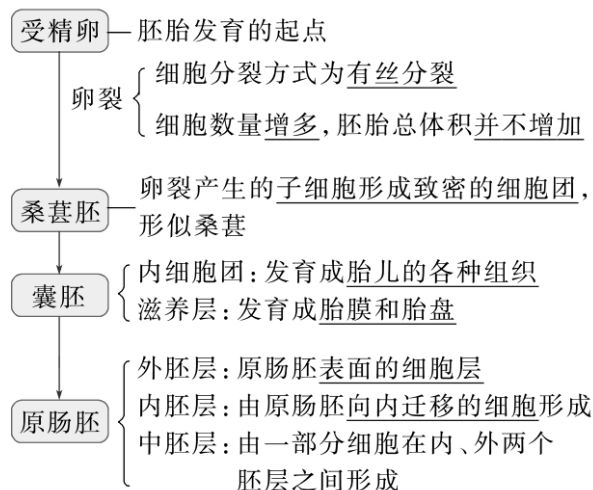 受精卵 胚胎发育的起点
卵裂
细胞分裂方式为有丝分裂
细胞数量增多,胚胎总体积并不增加
桑葚胚
卵裂产生的子细胞形成致密的细胞团,
形似桑葚
囊胚
内细胞团:发育成胎儿的各种组织
滋养层:发育成胎膜和胎盘
原肠胚
外胚层:原肠胚表面的细胞层
内胚层:由原肠胚向内迁移的细胞形成
中胚层:由一部分细胞在内、外两个
胚层之间形成